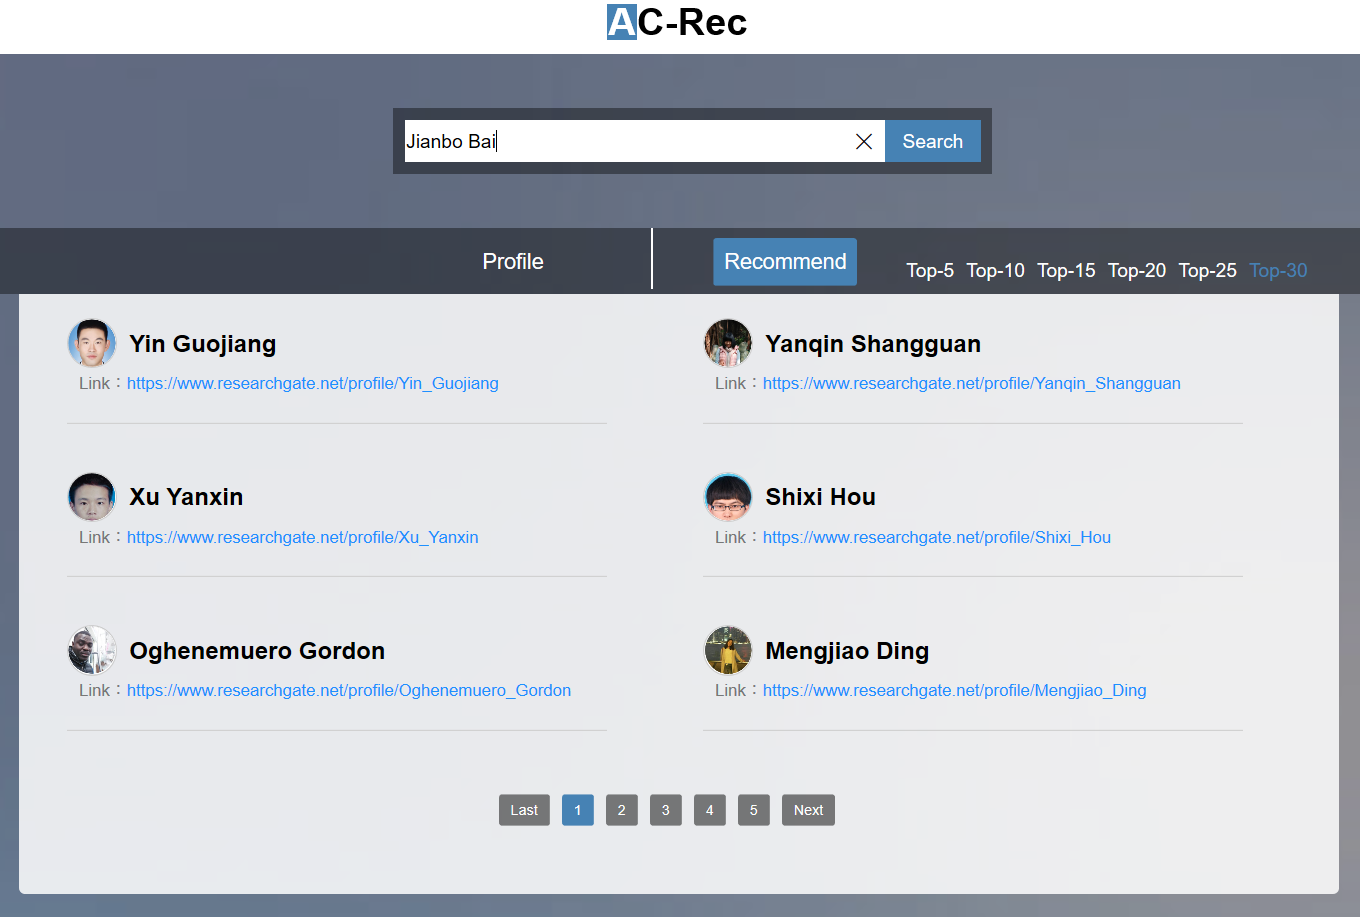 AC-Rec
Jianbo Bai
Search
Profile
Recommend
Top-5 Top-10 Top-15 Top-20 Top-25 Top-30
Yin Guojiang
Link：https://www.researchgate.net/profile/Yin_Guojiang
Yanqin Shangguan
Link：https://www.researchgate.net/profile/Yanqin_Shangguan
Xu Yanxin
Link：https://www.researchgate.net/profile/Xu_Yanxin
Shixi Hou
Link：https://www.researchgate.net/profile/Shixi_Hou
Oghenemuero Gordon
Link：https://www.researchgate.net/profile/Oghenemuero_Gordon
Mengjiao Ding
Link：https://www.researchgate.net/profile/Mengjiao_Ding
Last 1 2 3 4 5 Next